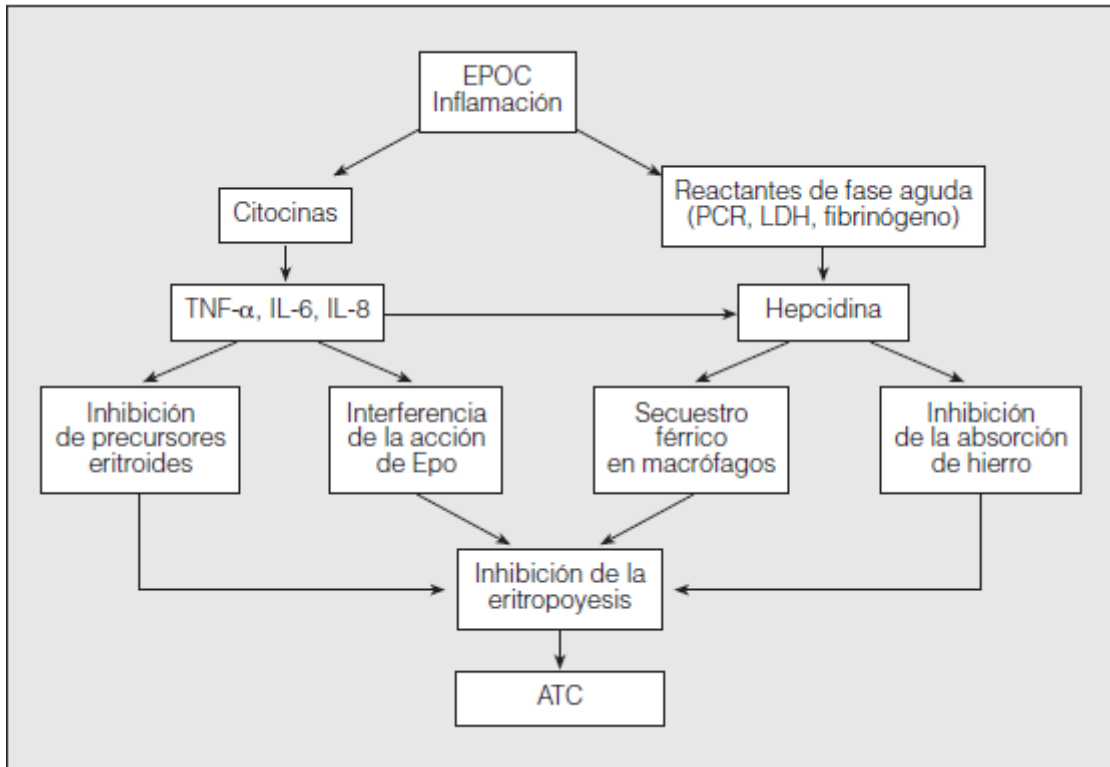 EPOC
Inflamación
Citocinas
Reactantes de fase aguda
(PCR, LDH, fibrinógeno)
TNF-α, IL-6, IL-8
Hepcidina
Inhibición
de precursores
eritroides
Interferencia
de la acción
de Epo
Secuestro
férrico
en macrófagos
Inhibición
de la absorción
de hierro
Inhibición de la
eritropoyesis
ATC